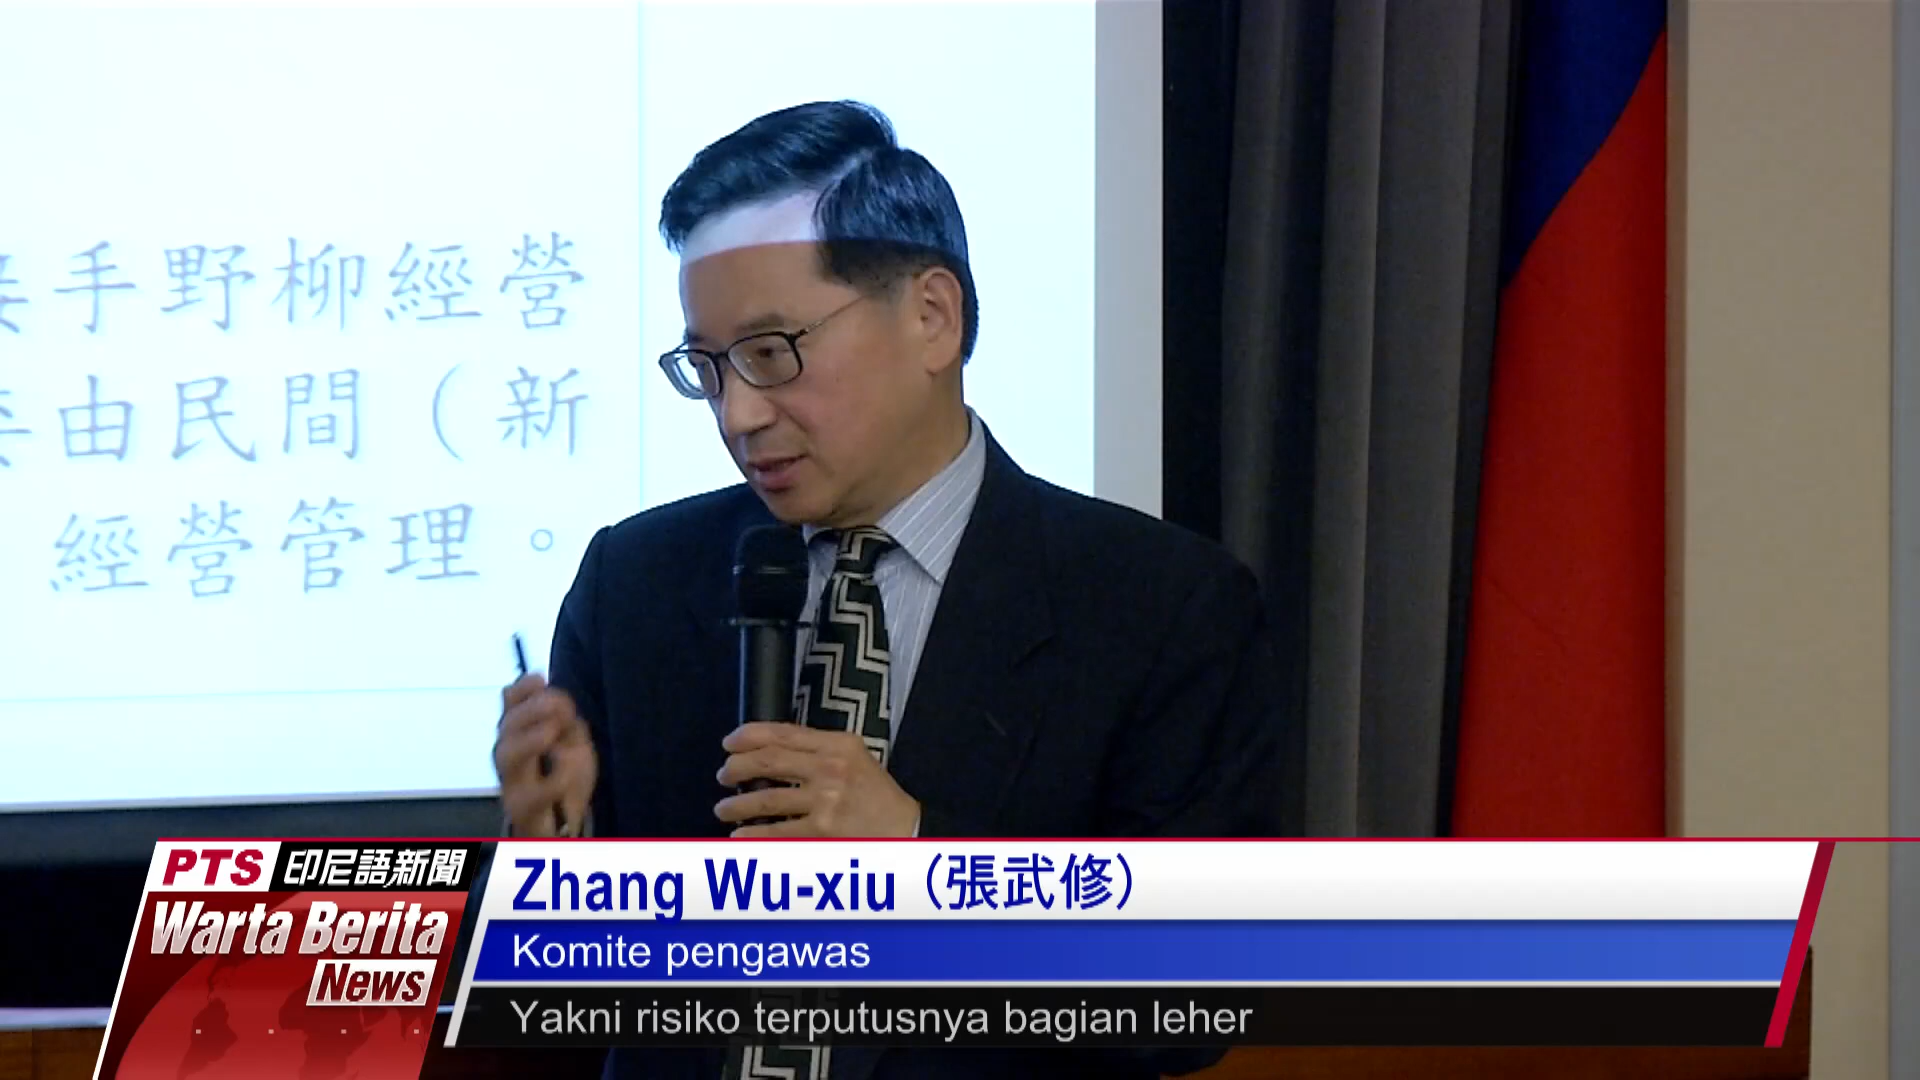 手野柳經營
由民間（新
經營管理。
PTS 印尼語新聞
Warta Berita
News
Zhang Wu-xiu（張武修）
Komite pengawas
Yakni risiko terputusnya bagian leher